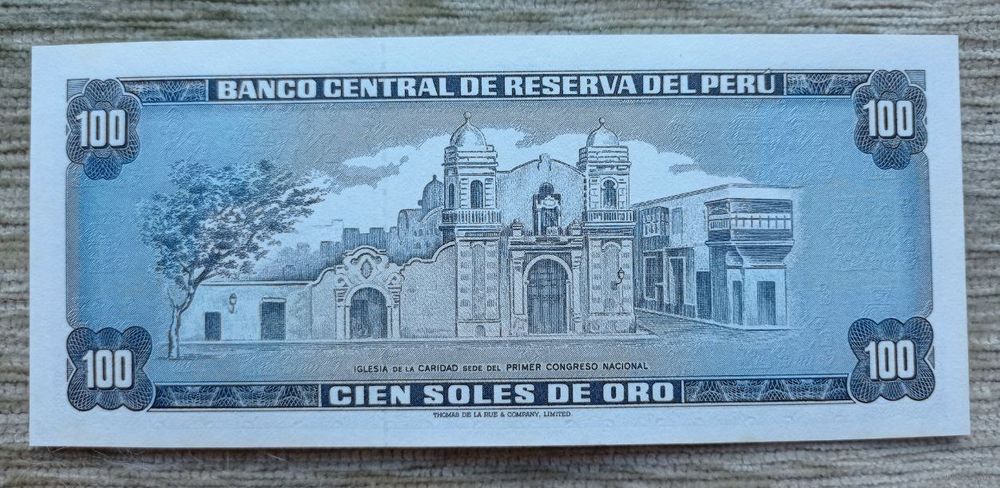 BANCO CENTRAL DE RESERVA DEL PERÚ
100
100
IGLESIA DE LA CARIDAD SEDE DEL PRIMER CONGRESO NACIONAL
100
100
CIEN SOLES DE ORO
THOMAS DE LA RUE & COMPANY, LIMITED.